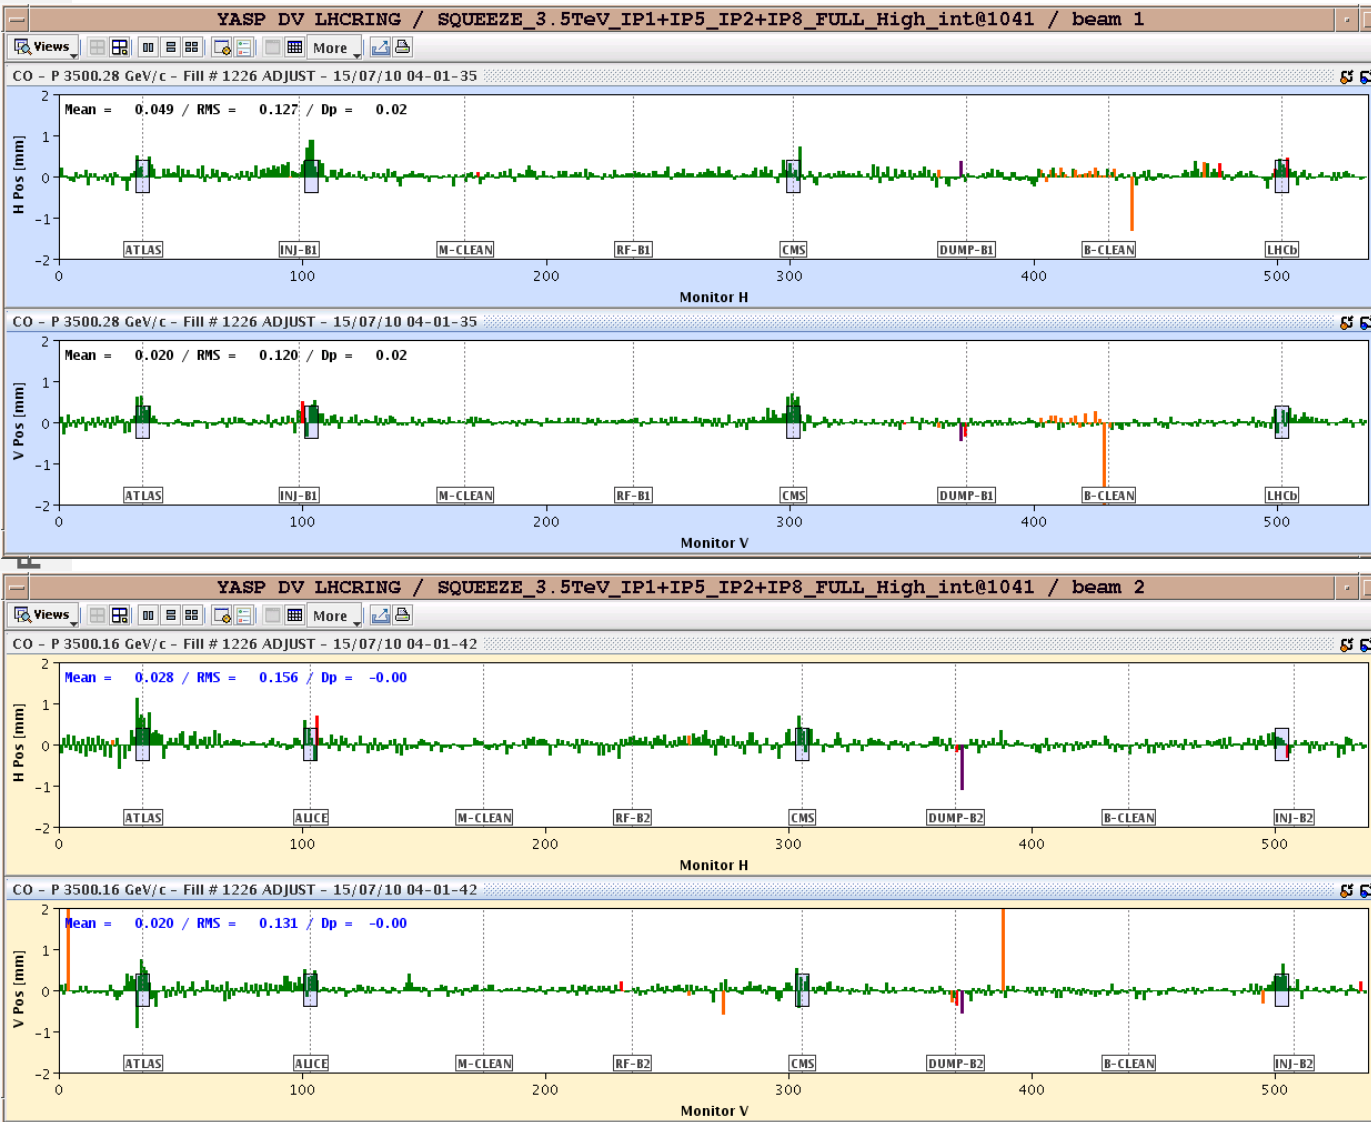 YASP DV LHCRING / SQUEEZE_3.5TeV_IP1+IP5_IP2+IP8_FULL_High_int@1041 / beam 1
Views More
CO - P 3500.28 GeV/c - Fill # 1226 ADJUST - 15/07/10 04-01-35
Mean = 0.049 / RMS = 0.127 / Dp = 0.02
H Pos [mm]
2
1
0
-1
-2
ATLAS INJ-B1 M-CLEAN RF-B1 CMS DUMP-B1 B-CLEAN LHCb
0 100 200 300 400 500
Monitor H
CO - P 3500.28 GeV/c - Fill # 1226 ADJUST - 15/07/10 04-01-35
Mean = 0.020 / RMS = 0.120 / Dp = 0.02
V Pos [mm]
2
1
0
-1
-2
ATLAS INJ-B1 M-CLEAN RF-B1 CMS DUMP-B1 B-CLEAN LHCb
0 100 200 300 400 500
Monitor V
YASP DV LHCRING / SQUEEZE_3.5TeV_IP1+IP5_IP2+IP8_FULL_High_int@1041 / beam 2
Views More
CO - P 3500.16 GeV/c - Fill # 1226 ADJUST - 15/07/10 04-01-42
Mean = 0.028 / RMS = 0.156 / Dp = -0.00
H Pos [mm]
2
1
0
-1
-2
ATLAS ALICE M-CLEAN RF-B2 CMS DUMP-B2 B-CLEAN INJ-B2
0 100 200 300 400 500
Monitor H
CO - P 3500.16 GeV/c - Fill # 1226 ADJUST - 15/07/10 04-01-42
Mean = 0.020 / RMS = 0.131 / Dp = -0.00
V Pos [mm]
2
1
0
-1
-2
ATLAS ALICE M-CLEAN RF-B2 CMS DUMP-B2 B-CLEAN INJ-B2
0 100 200 300 400 500
Monitor V